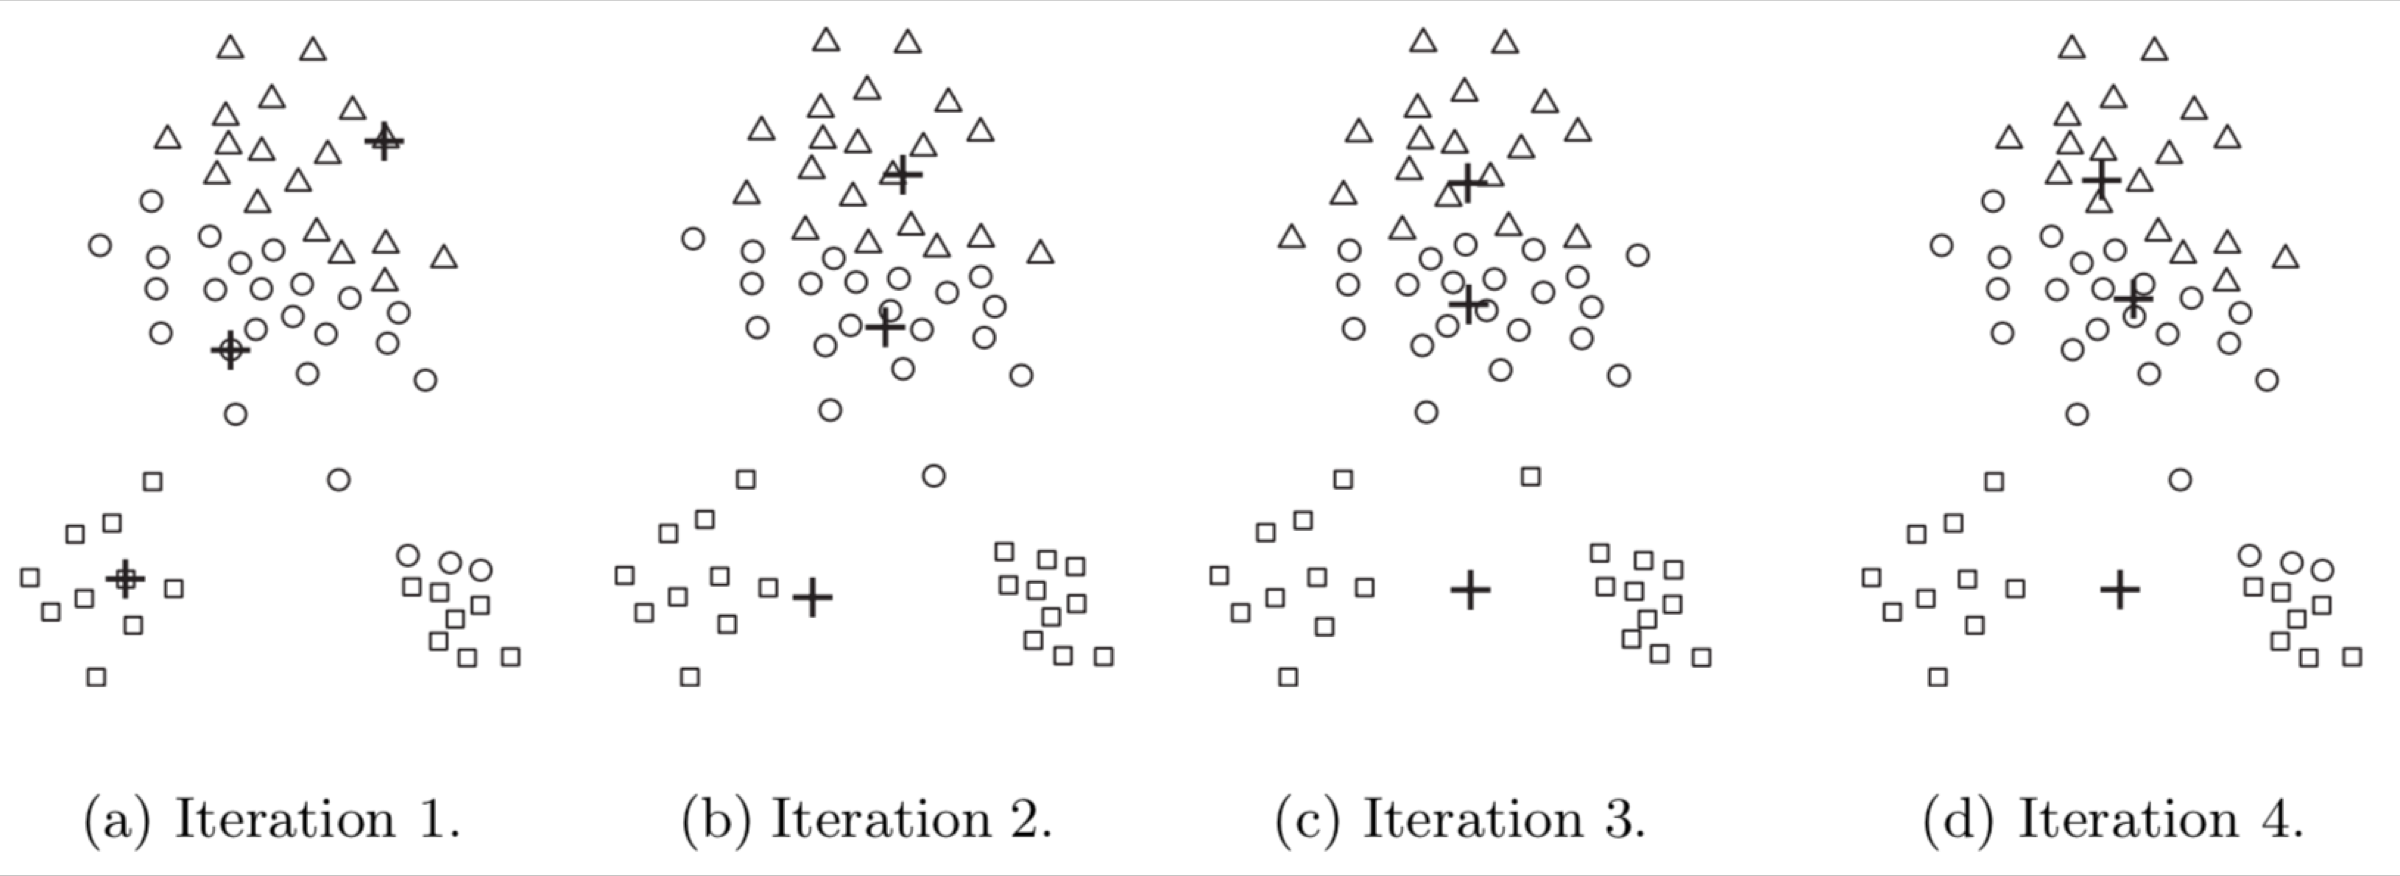 (a) Iteration 1.
(b) Iteration 2.
(c) Iteration 3.
(d) Iteration 4.